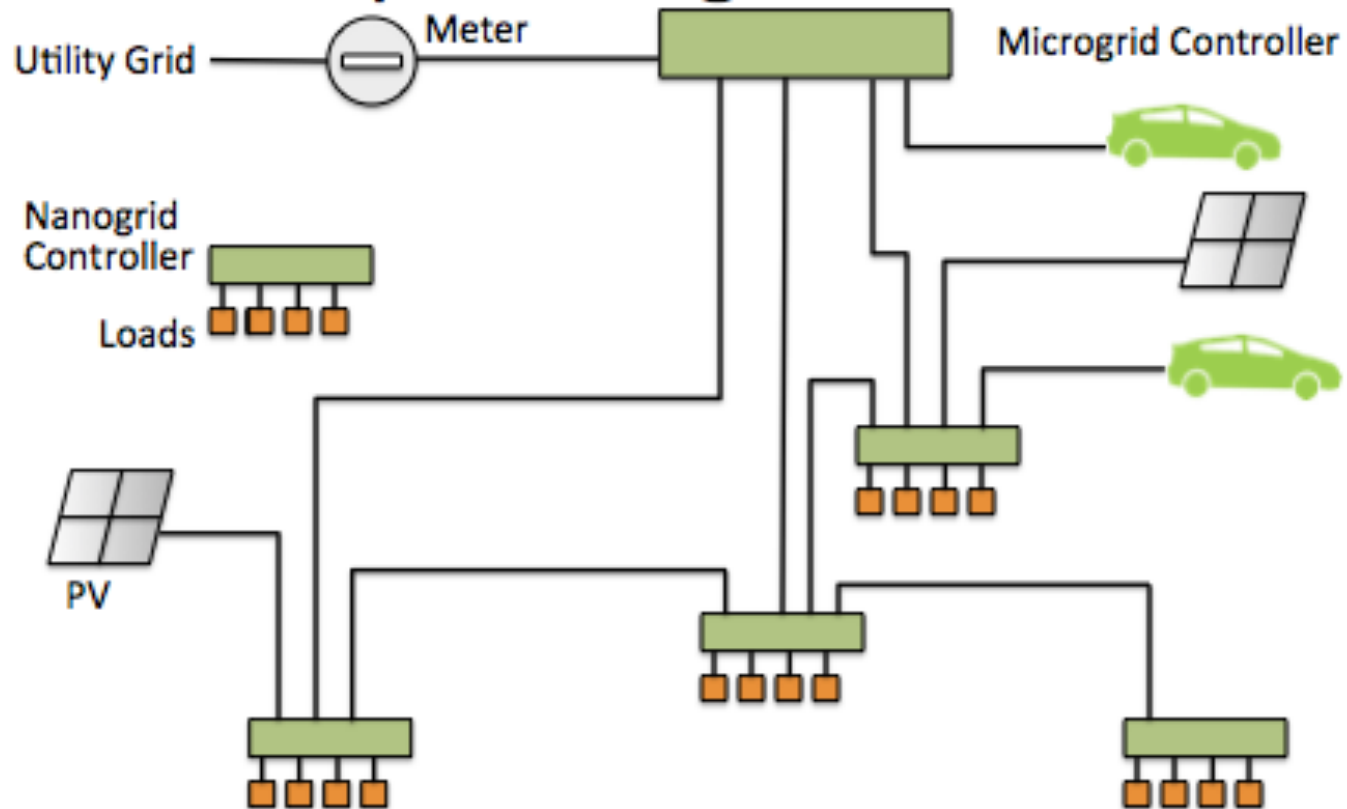 Meter
Microgrid Controller
Utility Grid
Nanogrid
Controller
Loads
PV